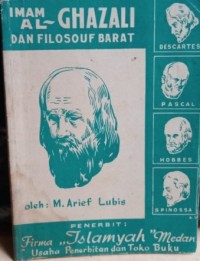 IMAM
AL-GHAZALI
DAN FILOSOUF BARAT
DESCARTES
PASCAL
HOBBES
SPINOSSA
oleh: M. Arief Lubis
PENERBIT:
Firma „Islamyah" Medan
Usaha Penerbitan dan Toko Buku